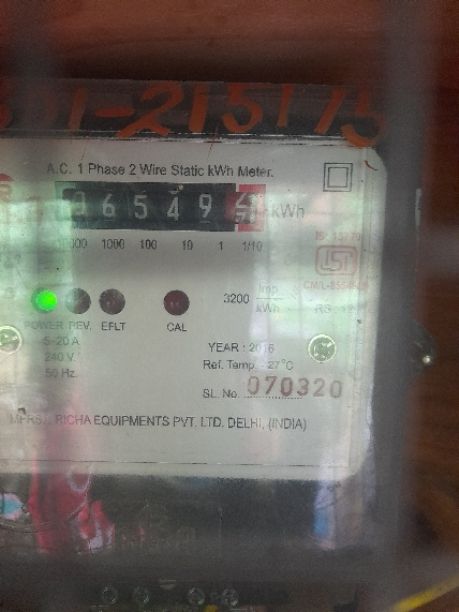 -215175
A.C. 1 Phase 2 Wire Static kWh Meter.
36549 kWh
10000 1000 100 10 1 1/10
3200 Imp kWh
POWER REV. EFLT CAL
5-20 A
240 V.
50 Hz.
YEAR : 2016
Ref. Temp. 27°C
SL. No. 070320
RICHA EQUIPMENTS PVT. LTD. DELHI, (INDIA)